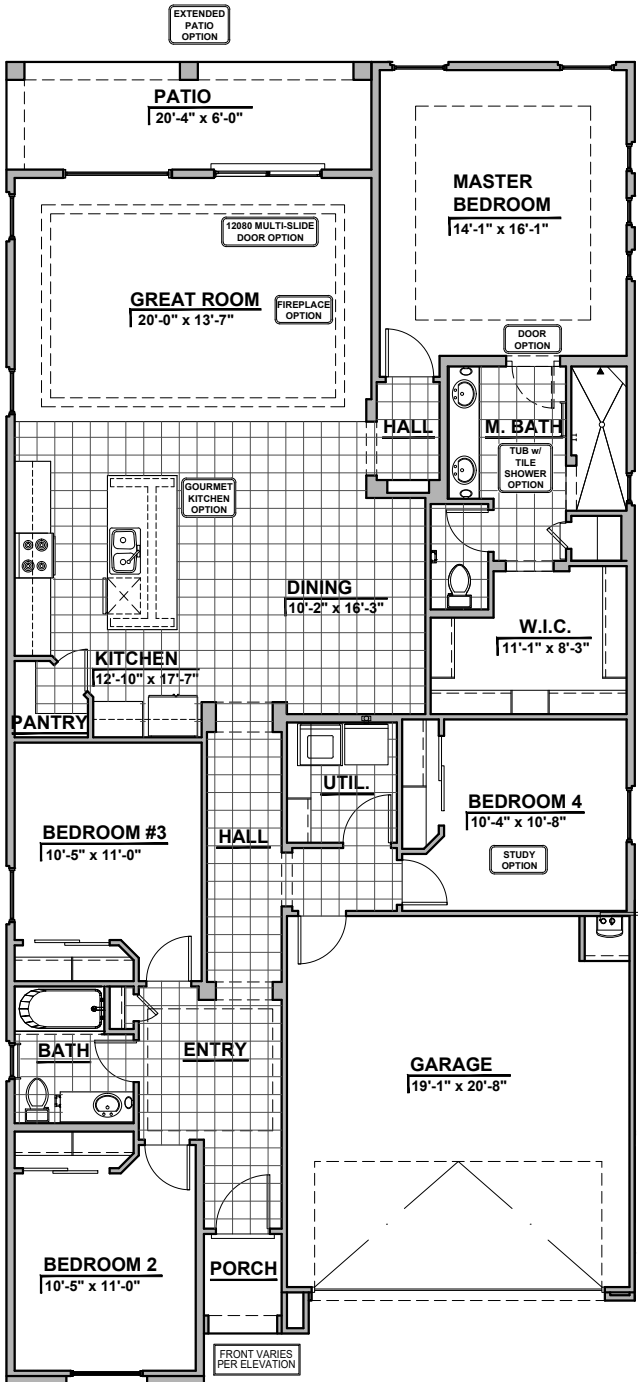 EXTENDED
PATIO
OPTION
PATIO
20'-4" x 6'-0"
MASTER
BEDROOM
14'-1" x 16'-1"
12080 MULTI-SLIDE
DOOR OPTION
GREAT ROOM
20'-0" x 13'-7"
FIREPLACE
OPTION
DOOR
OPTION
HALL
M. BATH
TUB w/
TILE
SHOWER
OPTION
GOURMET
KITCHEN
OPTION
DINING
10'-2" x 16'-3"
W.I.C.
11'-1" x 8'-3"
KITCHEN
12'-10" x 17'-7"
PANTRY
UTIL.
BEDROOM 4
10'-4" x 10'-8"
STUDY
OPTION
BEDROOM #3
10'-5" x 11'-0"
HALL
BATH
ENTRY
GARAGE
19'-1" x 20'-8"
BEDROOM 2
10'-5" x 11'-0"
PORCH
FRONT VARIES
PER ELEVATION